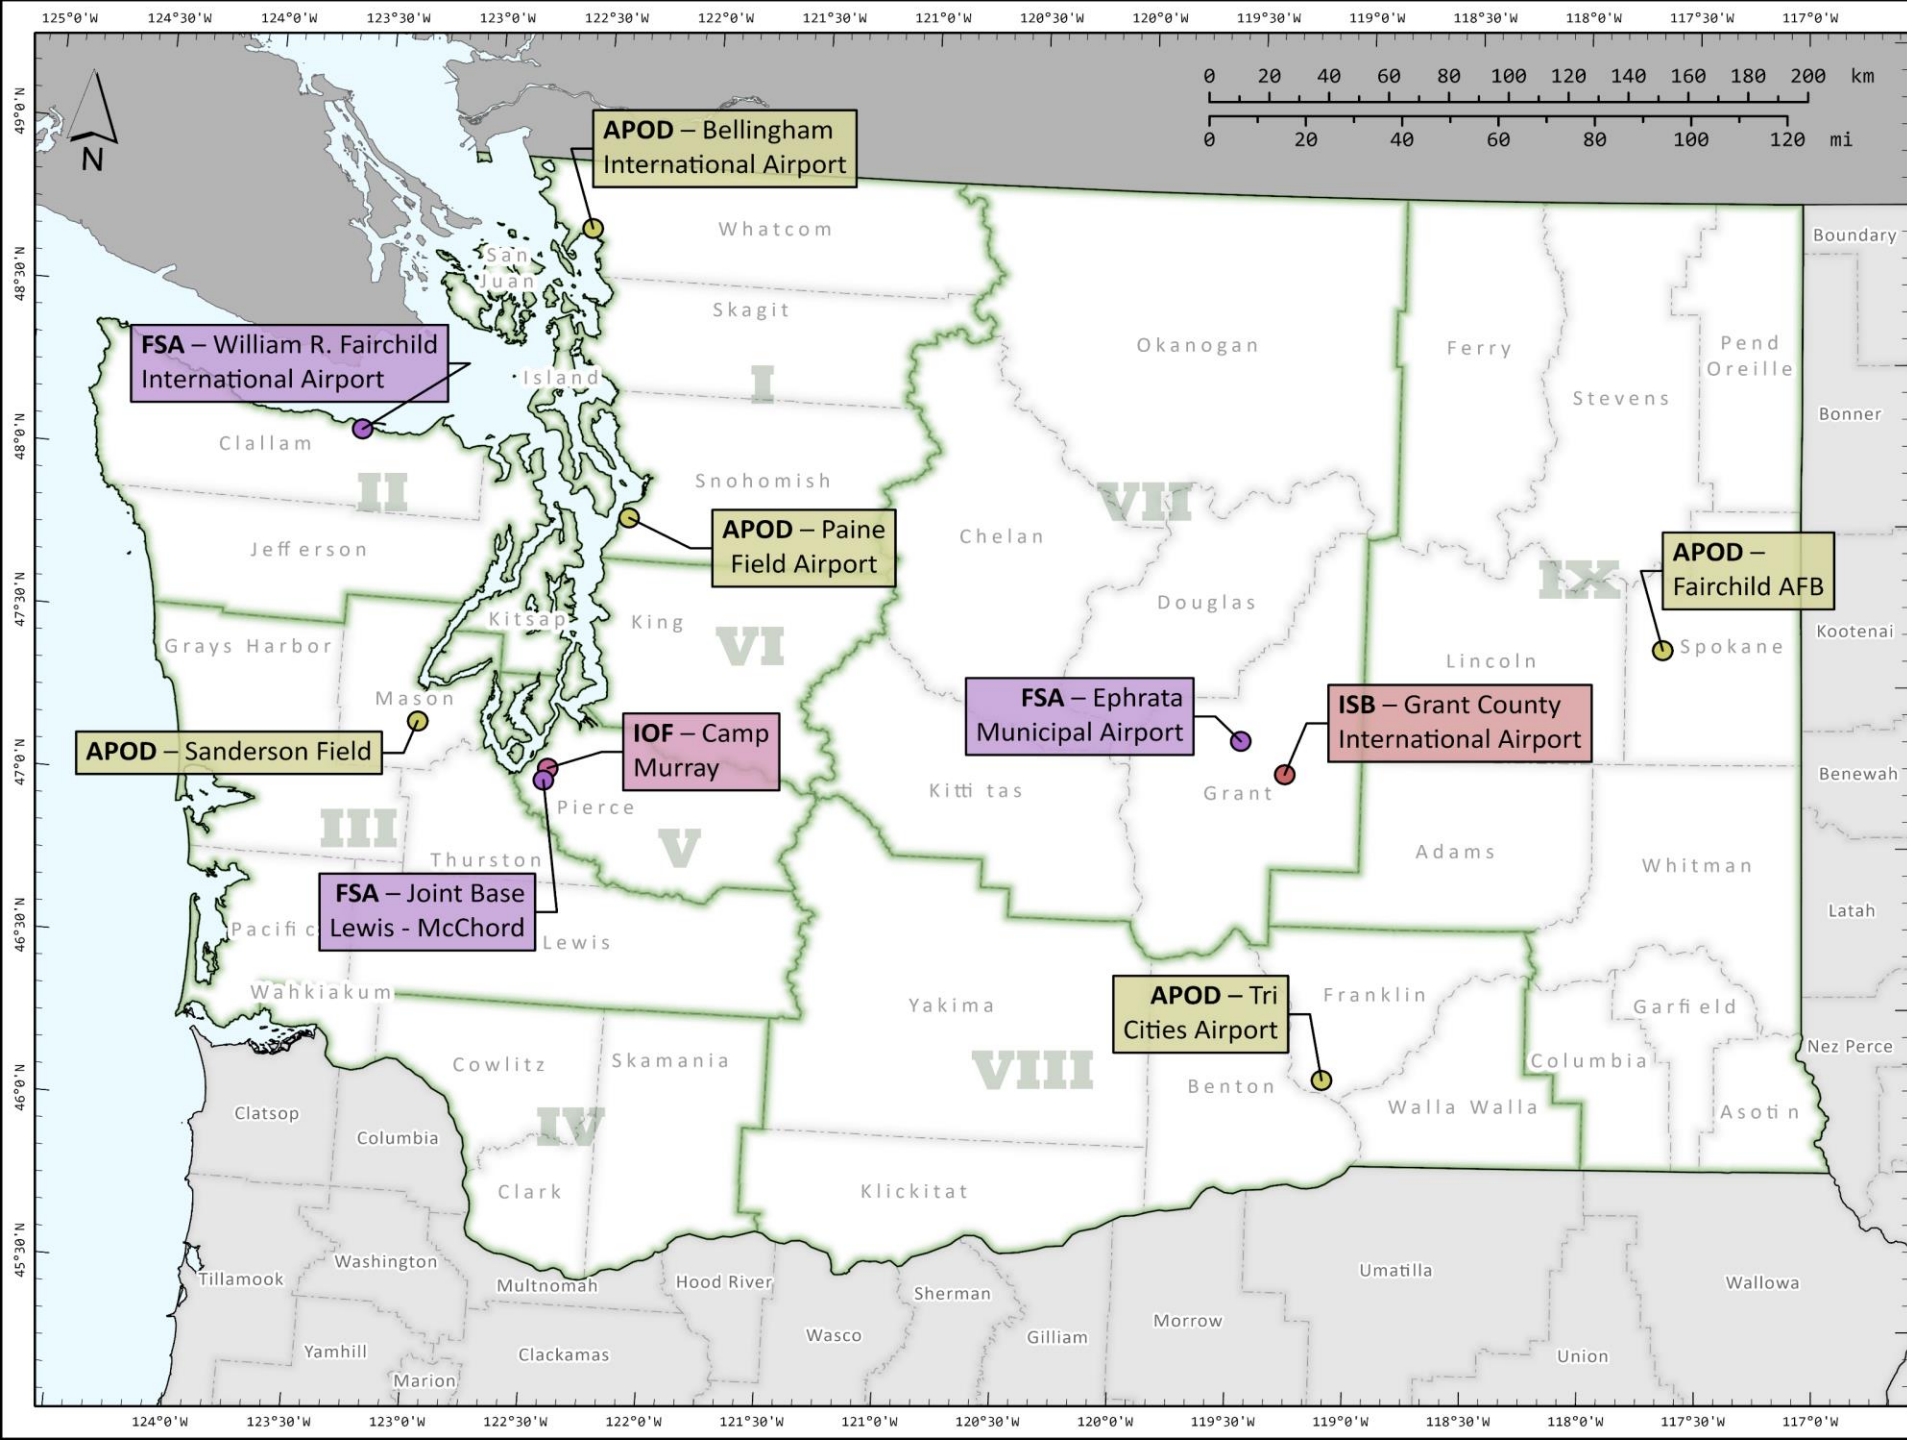 125°0'W 124°30'W 124°0'W 123°30'W 123°0'W 122°30'W 122°0'W 121°30'W 121°0'W 120°30'W 120°0'W 119°30'W 119°0'W 118°30'W 118°0'W 117°30'W 117°0'W
0 20 40 60 80 100 120 140 160 180 200 km
0 20 40 60 80 100 120 mi
N
49°0'N
48°30'N
48°0'N
47°30'N
47°0'N
46°30'N
46°0'N
45°30'N
APOD – Bellingham
International Airport
Whatcom
San
Juan
Skagit
I
Island
FSA – William R. Fairchild
International Airport
Clallam
II
Jefferson
Snohomish
APOD – Paine
Field Airport
Okanogan
Ferry
Stevens
Pend
Oreille
Boundary
Bonner
VII
Chelan
Douglas
IX
APOD –
Fairchild AFB
Kootenai
Spokane
Lincoln
Kitsap
King
VI
Grays Harbor
Mason
APOD – Sanderson Field
IOF – Camp
Murray
Pierce
V
FSA – Ephrata
Municipal Airport
ISB – Grant County
International Airport
Grant
Kittitas
Benewah
III
Thurston
FSA – Joint Base
Lewis - McChord
Adams
Whitman
Latah
Pacific
Lewis
Wahkiakum
Yakima
APOD – Tri
Cities Airport
Franklin
Garfield
Columbia
Nez Perce
Cowlitz
Skamania
VIII
Benton
Walla Walla
Asotin
IV
Clark
Klickitat
Clatsop
Columbia
Tillamook
Washington
Multnomah
Hood River
Sherman
Umatilla
Wallowa
Yamhill
Clackamas
Marion
Wasco
Gilliam
Morrow
Union
124°0'W 123°30'W 123°0'W 122°30'W 122°0'W 121°30'W 121°0'W 120°30'W 120°0'W 119°30'W 119°0'W 118°30'W 118°0'W 117°30'W 117°0'W